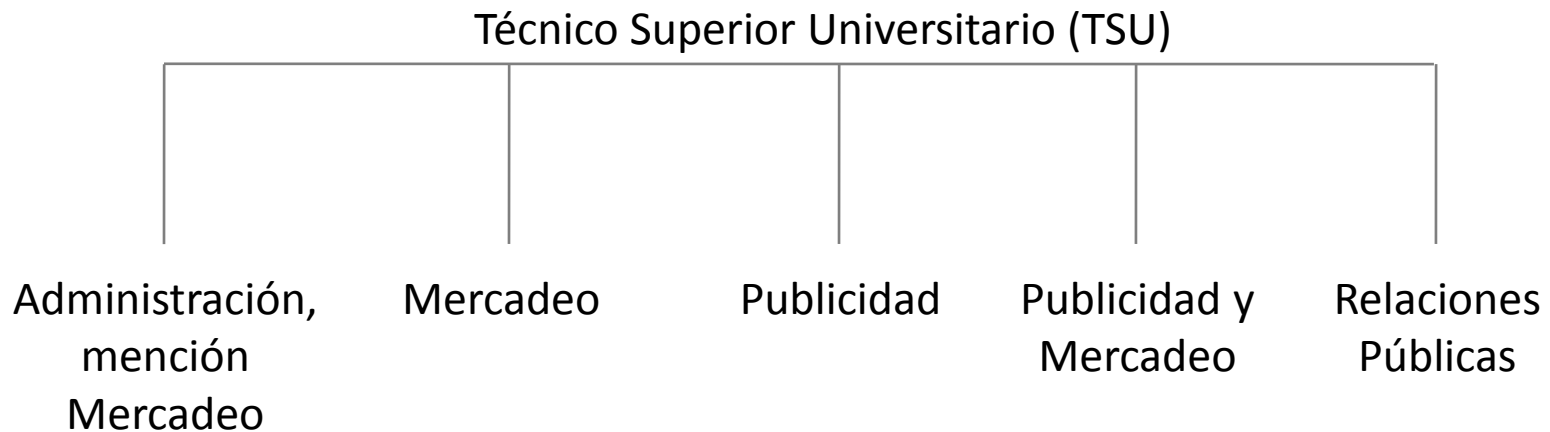 Técnico Superior Universitario (TSU)
Administración,
mención
Mercadeo
Mercadeo
Publicidad
Publicidad y
Mercadeo
Relaciones
Públicas